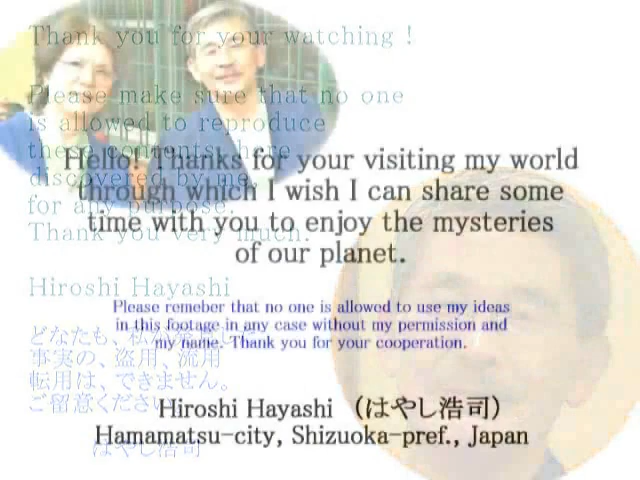 Thank you for your watching !
Please make sure that no one
is allowed to reproduce
these contents here
discovered by me,
for any purpose.
Thank you very much.
Hiroshi Hayashi
どなたも、私
事実の、盗用、流用
転用は、できません。
ご留意ください
はやし浩司
Hello! Thanks for your visiting my world
through which I wish I can share some
time with you to enjoy the mysteries
of our planet.
Please remeber that no one is allowed to use my ideas
in this footage in any case without my permission and
my name. Thank you for your cooperation.
Hiroshi Hayashi (はやし浩司)
Hamamatsu-city, Shizuoka-pref., Japan